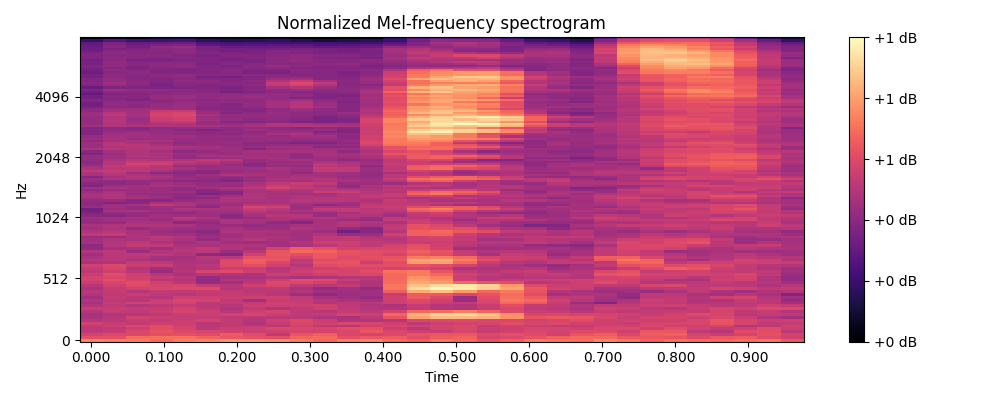 Normalized Mel-frequency spectrogram
Hz
4096
2048
1024
512
0
0.000 0.100 0.200 0.300 0.400 0.500 0.600 0.700 0.800 0.900
Time
+1 dB
+1 dB
+1 dB
+0 dB
+0 dB
+0 dB